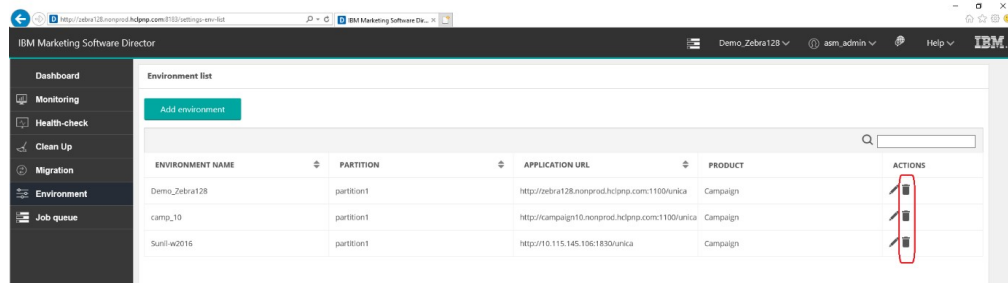 http://zebra128.nonprod.hclpnp.com:8183/settings-env-list
IBM Marketing Software Dir...
IBM Marketing Software Director
Demo_Zebra128
asm_admin
Help
IBM.
Dashboard
Monitoring
Health-check
Clean Up
Migration
Environment
Job queue
Environment list
Add environment
ENVIRONMENT NAME PARTITION APPLICATION URL PRODUCT ACTIONS
Demo_Zebra128 partition1 http://zebra128.nonprod.hclpnp.com:1100/unica Campaign
camp_10 partition1 http://campaign10.nonprod.hclpnp.com:1100/unica Campaign
Sunil-w2016 partition1 http://10.115.145.106:1830/unica Campaign